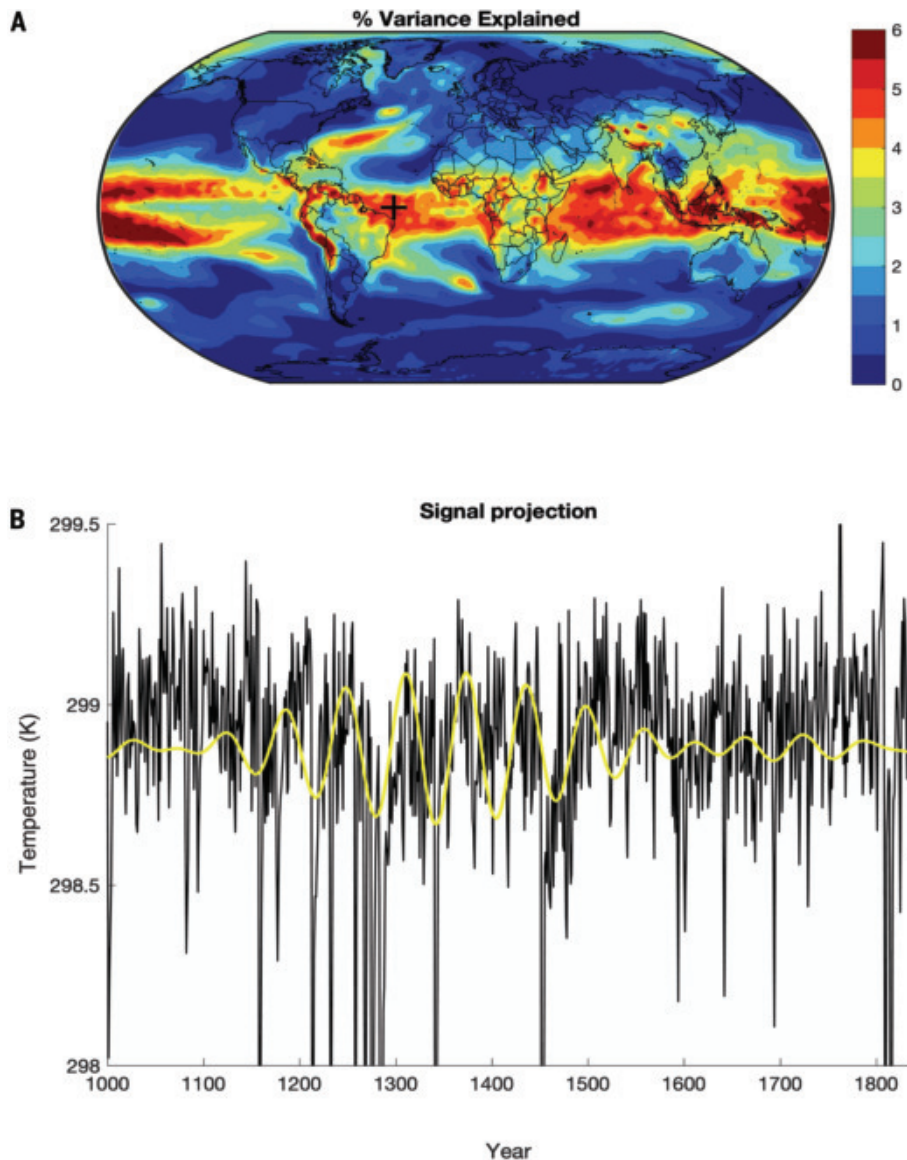 A
% Variance Explained
6
5
4
3
2
1
0
B
Signal projection
299.5
299
298.5
298
Temperature (K)
1000 1100 1200 1300 1400 1500 1600 1700 1800
Year